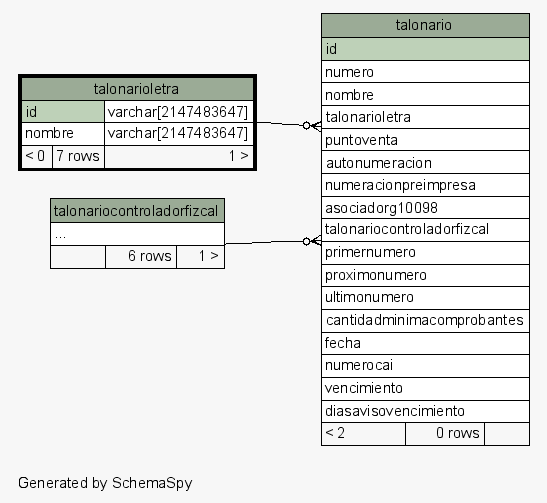 talonarioletra
id varchar[2147483647]
nombre varchar[2147483647]
< 0 7 rows 1 >
talonariocontroladorfizcal
...
6 rows 1 >
talonario
id
numero
nombre
talonarioletra
puntoventa
autonumeracion
numeracionpreimpresa
asociadorg10098
talonariocontroladorfizcal
primernumero
proximonumero
ultimonumero
cantidadminimacomprobantes
fecha
numerocai
vencimiento
diasavisovencimiento
< 2 0 rows
Generated by SchemaSpy